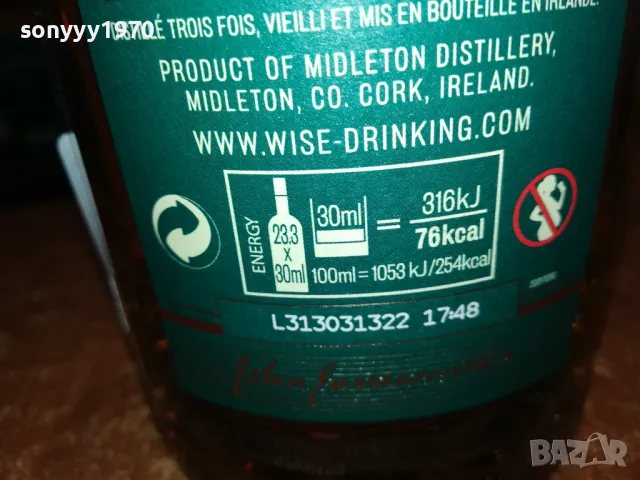 sonyyy1970
DISTILLÉ TROIS FOIS, VIEILLI ET MIS EN BOUTEILLE EN IRLANDE.
PRODUCT OF MIDLETON DISTILLERY,
MIDLETON, CO. CORK, IRELAND.
WWW.WISE-DRINKING.COM
ENERGY
23.3
x
30ml
30ml
=
316kJ
76kcal
100ml=1053 kJ/254kcal
L313031322 17:48
John Jameson
BAZAR